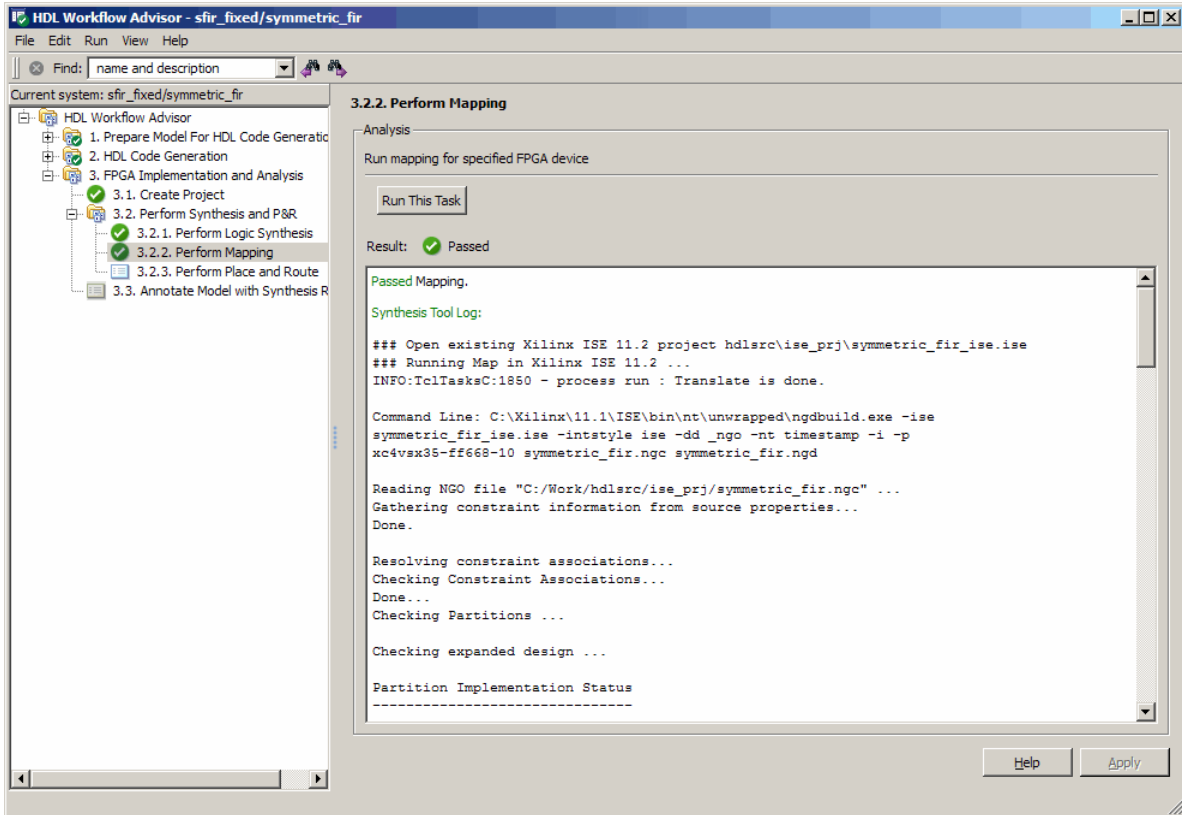 HDL Workflow Advisor - sfir_fixed/symmetric_fir
File Edit Run View Help
Find: name and description
Current system: sfir_fixed/symmetric_fir
HDL Workflow Advisor
1. Prepare Model For HDL Code Generatio
2. HDL Code Generation
3. FPGA Implementation and Analysis
3.1. Create Project
3.2. Perform Synthesis and P&R
3.2.1. Perform Logic Synthesis
3.2.2. Perform Mapping
3.2.3. Perform Place and Route
3.3. Annotate Model with Synthesis R
3.2.2. Perform Mapping
Analysis
Run mapping for specified FPGA device
Run This Task
Result: Passed
Passed Mapping.
Synthesis Tool Log:
### Open existing Xilinx ISE 11.2 project hdlsrc\ise_prj\symmetric_fir_ise.ise
### Running Map in Xilinx ISE 11.2 ...
INFO:TclTasksC:1850 - process run : Translate is done.
Command Line: C:\Xilinx\11.1\ISE\bin\nt\unwrapped\ngdbuild.exe -ise
symmetric_fir_ise.ise -intstyle ise -dd _ngo -nt timestamp -i -p
xc4vsx35-ff668-10 symmetric_fir.ngc symmetric_fir.ngd
Reading NGO file "C:/Work/hdlsrc/ise_prj/symmetric_fir.ngc" ...
Gathering constraint information from source properties...
Done.
Resolving constraint associations...
Checking Constraint Associations...
Done...
Checking Partitions ...
Checking expanded design ...
Partition Implementation Status
-------------------------------
Help
Apply